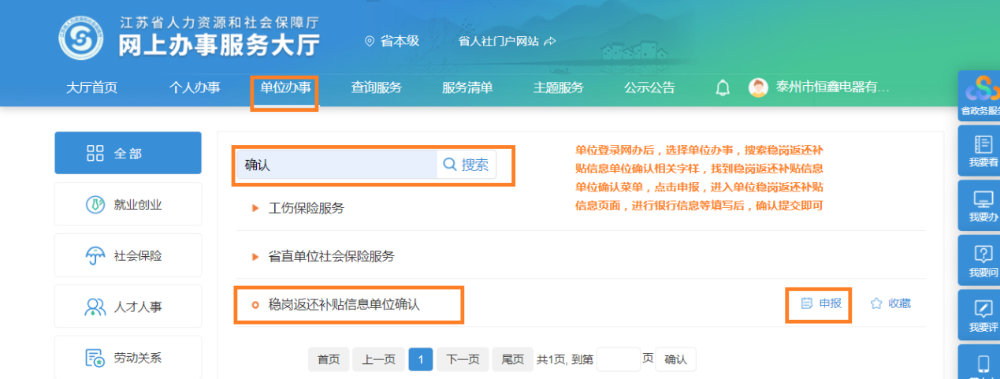 江苏省人力资源和社会保障厅
网上办事服务大厅
省本级
省人社门户网站
大厅首页 个人办事 单位办事 查询服务 服务清单 主题服务 公示公告
泰州市恒鑫电器有...
省政务服务
我要看
我要办
我要问
我要评
全部
就业创业
社会保险
人才人事
劳动关系
确认 搜索
单位登录网办后，选择单位办事，搜索稳岗返还补
贴信息单位确认相关字样，找到稳岗返还补贴信息
单位确认菜单，点击申报，进入单位稳岗返还补贴
信息页面，进行银行信息等填写后，确认提交即可
工伤保险服务
省直单位社会保险服务
稳岗返还补贴信息单位确认 申报 收藏
首页 上一页 1 下一页 尾页 共1页, 到第 页 确认